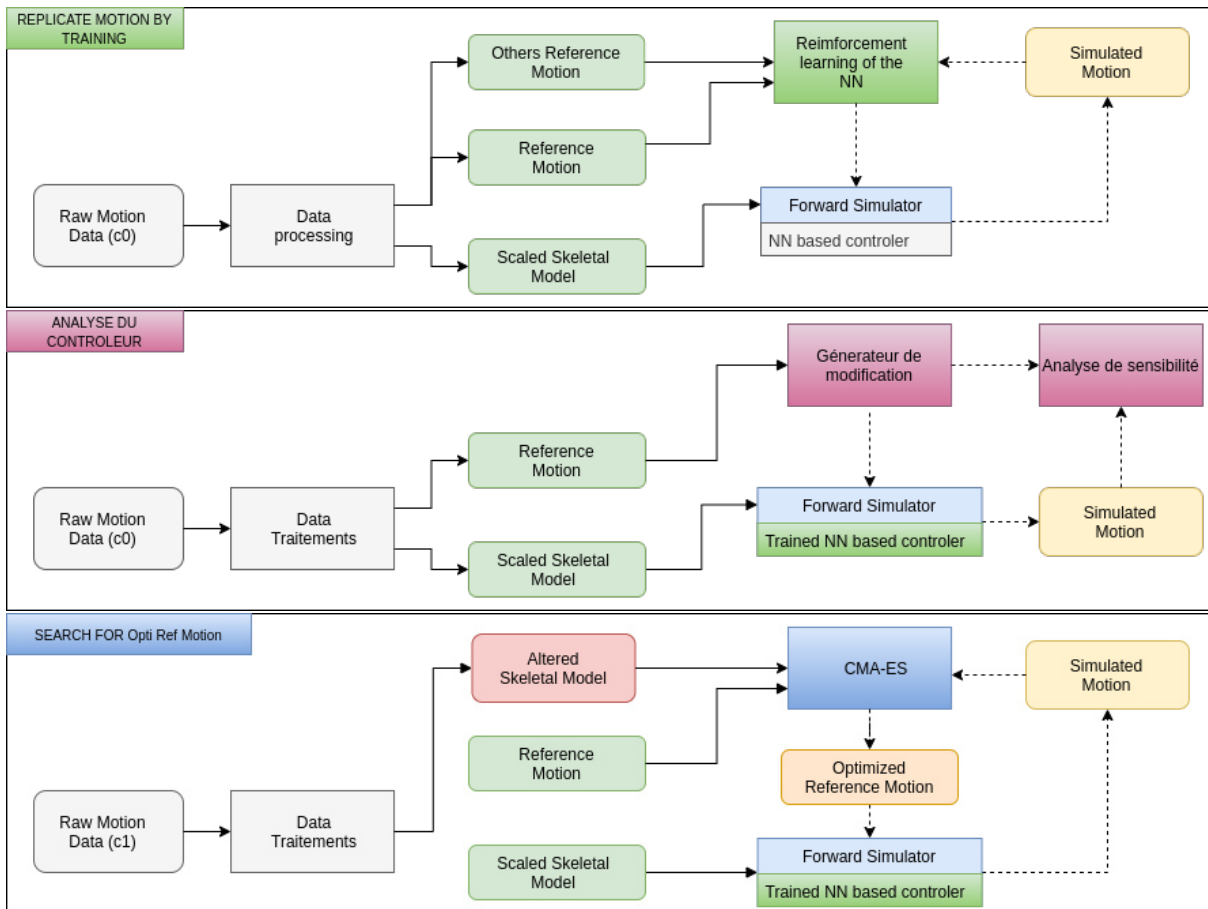 REPLICATE MOTION BY
TRAINING
Others Reference
Motion
Reimforcement
learning of the
NN
Simulated
Motion
Reference
Motion
Raw Motion
Data (c0)
Data
processing
Forward Simulator
NN based controler
Scaled Skeletal
Model
ANALYSE DU
CONTROLEUR
Génerateur de
modification
Analyse de sensibilité
Reference
Motion
Raw Motion
Data (c0)
Data
Traitements
Forward Simulator
Trained NN based controler
Simulated
Motion
Scaled Skeletal
Model
SEARCH FOR Opti Ref Motion
Altered
Skeletal Model
CMA-ES
Simulated
Motion
Reference
Motion
Optimized
Reference Motion
Raw Motion
Data (c1)
Data
Traitements
Scaled Skeletal
Model
Forward Simulator
Trained NN based controler